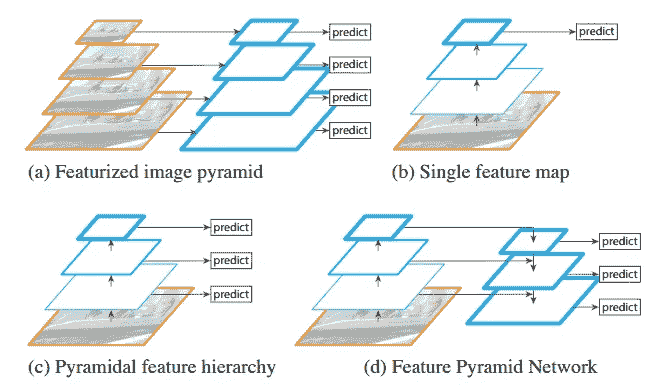 predict
predict
predict
predict
(a) Featurized image pyramid
predict
(b) Single feature map
predict
predict
predict
(c) Pyramidal feature hierarchy
predict
predict
predict
(d) Feature Pyramid Network